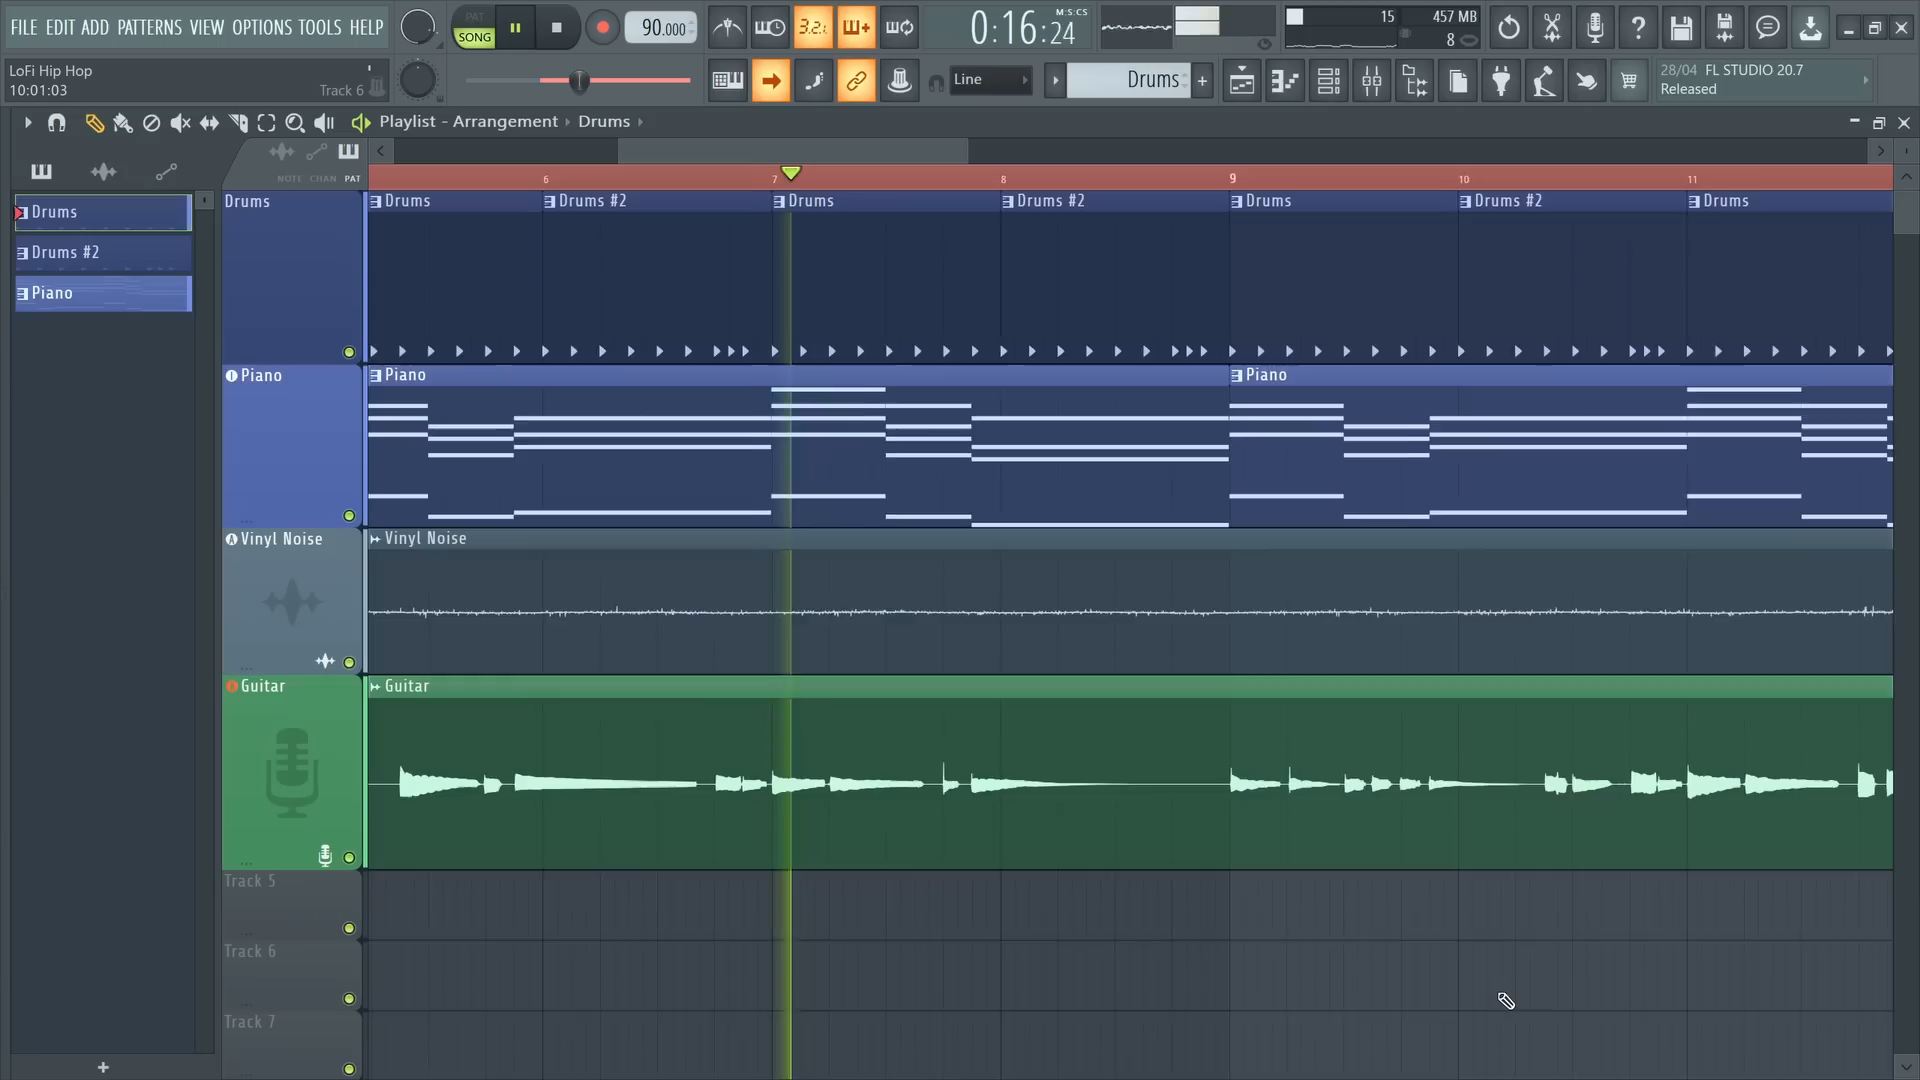 FILE EDIT ADD PATTERNS VIEW OPTIONS TOOLS HELP
PAT
SONG
90.000
3.2.
M:S:CS
0:16:24
15
457 MB
8
LoFi Hip Hop
10:01:03
Track 6
Line
Drums
28/04 FL STUDIO 20.7
Released
Playlist - Arrangement Drums
NOTE CHAN PAT
6 7 8 9 10 11
Drums
Drums #2
Piano
Drums
Drums Drums #2 Drums Drums #2 Drums Drums #2 Drums
Piano
Piano Piano
Vinyl Noise
Vinyl Noise
Guitar
Guitar
Track 5
Track 6
Track 7